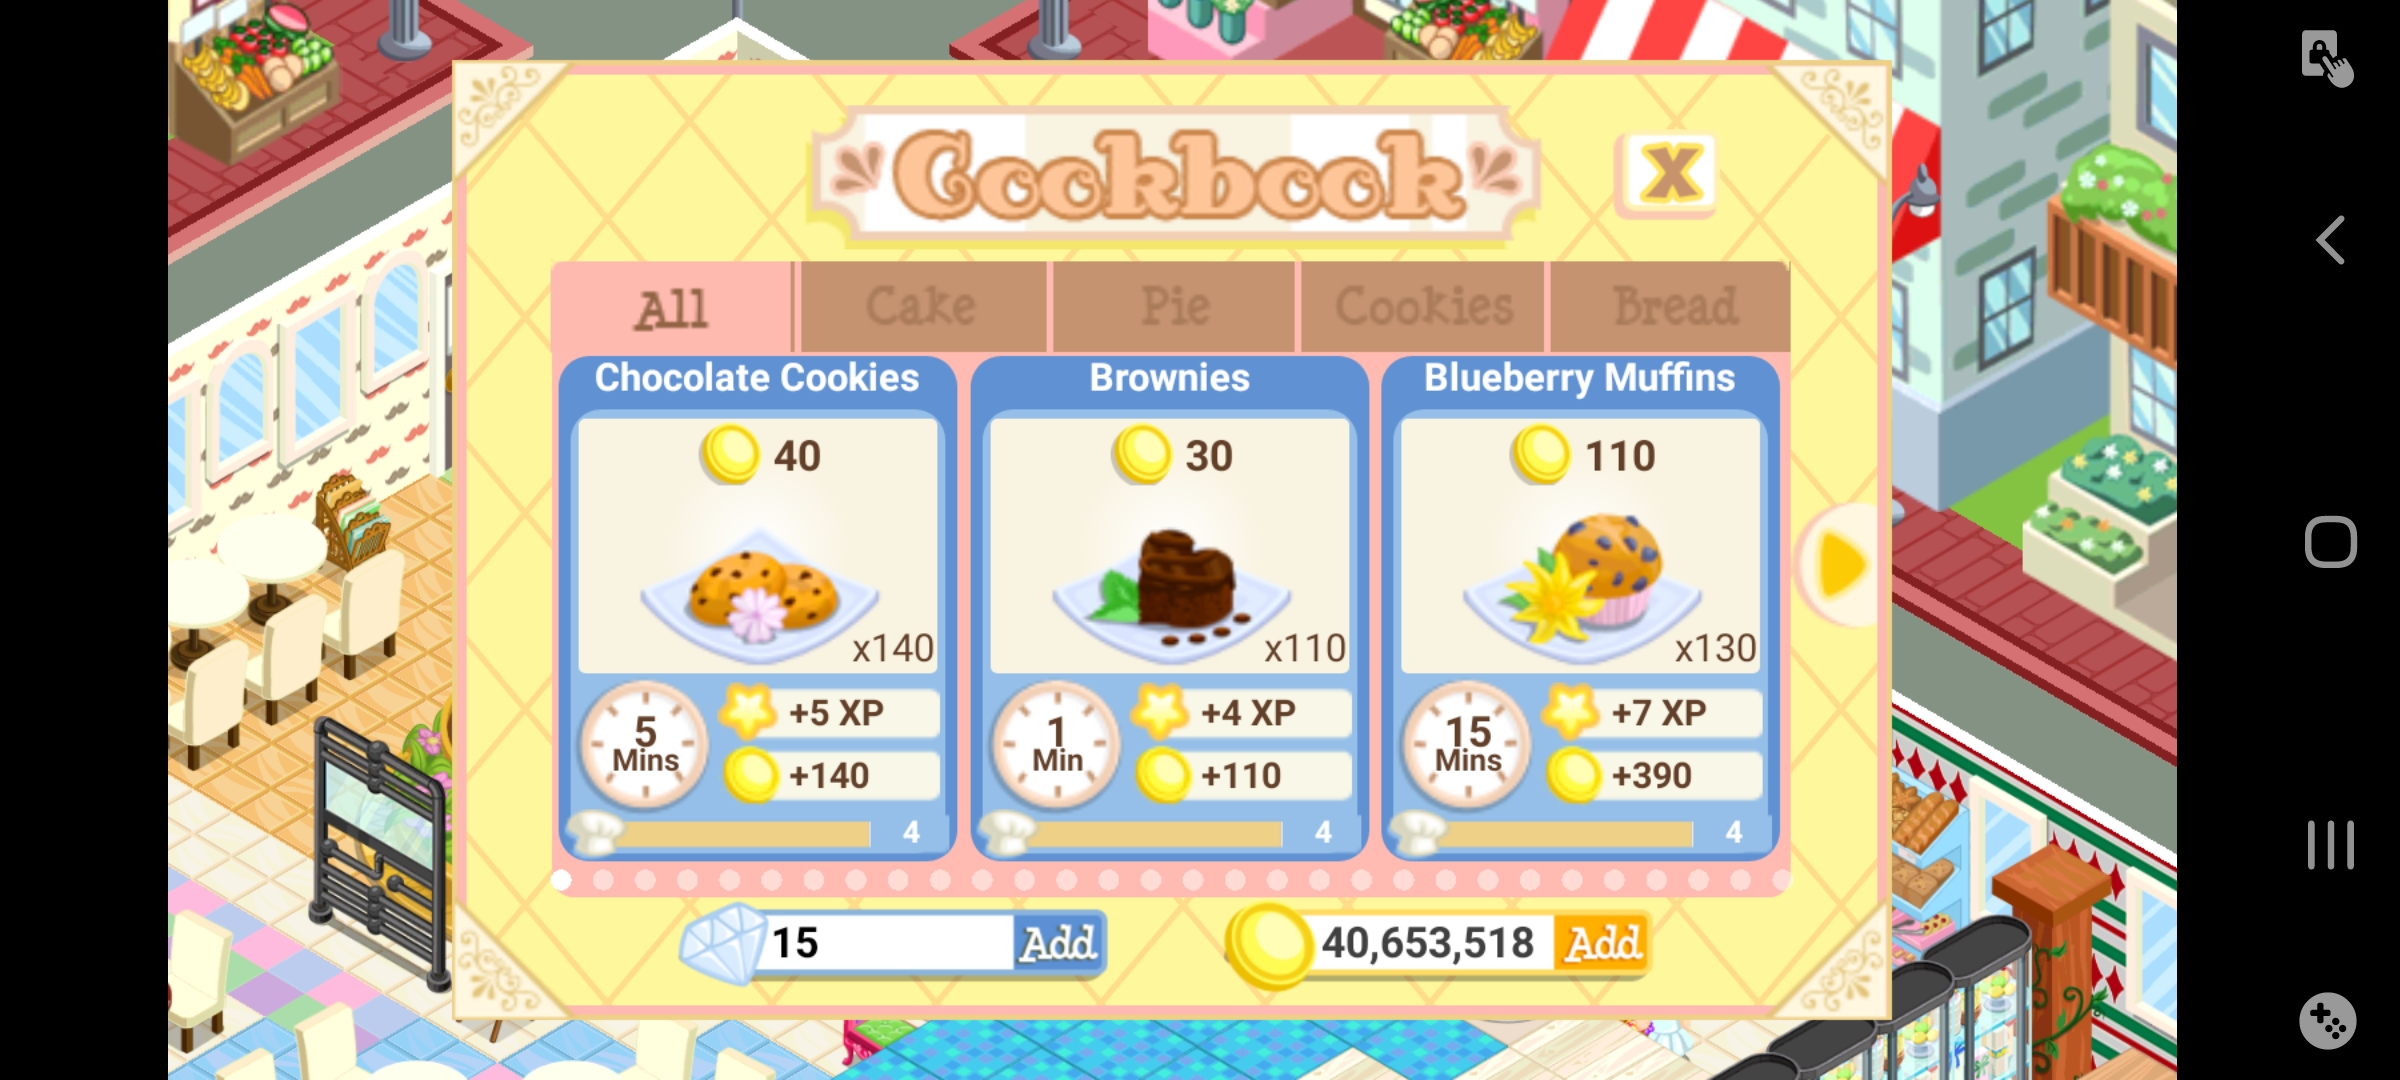 Cookbook
X
All Cake Pie Cookies Bread
Chocolate Cookies
40
x140
5
Mins
+5 XP
+140
4
Brownies
30
x110
1
Min
+4 XP
+110
4
Blueberry Muffins
110
x130
15
Mins
+7 XP
+390
4
15 Add
40,653,518 Add